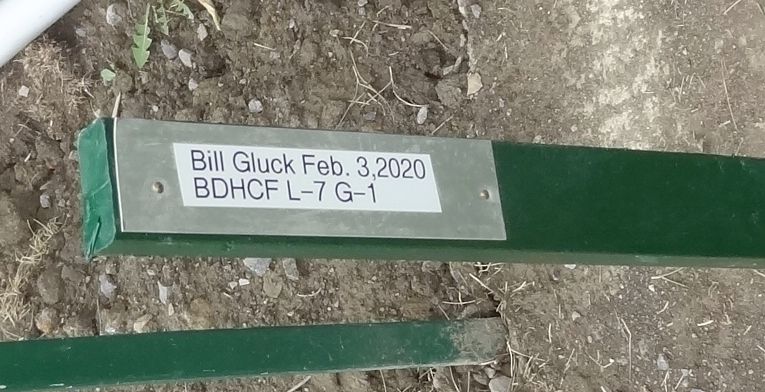 Bill Gluck Feb. 3,2020
BDHCF L-7 G-1